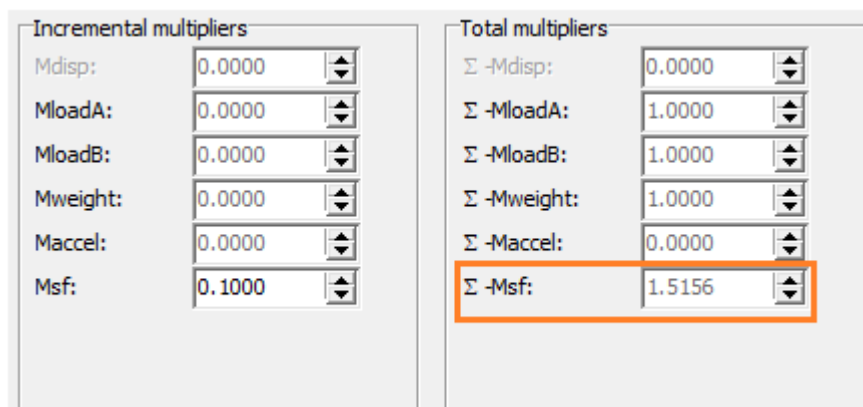 Incremental multipliers
Mdisp: 0.0000
MloadA: 0.0000
MloadB: 0.0000
Mweight: 0.0000
Maccel: 0.0000
Msf: 0.1000
Total multipliers
Σ -Mdisp: 0.0000
Σ -MloadA: 1.0000
Σ -MloadB: 1.0000
Σ -Mweight: 1.0000
Σ -Maccel: 0.0000
Σ -Msf: 1.5156